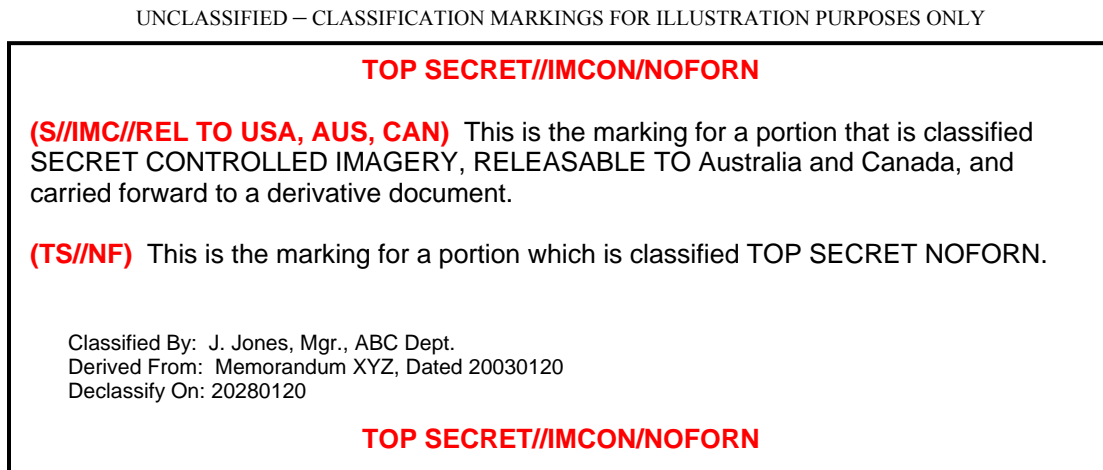 UNCLASSIFIED – CLASSIFICATION MARKINGS FOR ILLUSTRATION PURPOSES ONLY
TOP SECRET//IMCON/NOFORN
(S//IMC//REL TO USA, AUS, CAN) This is the marking for a portion that is classified
SECRET CONTROLLED IMAGERY, RELEASABLE TO Australia and Canada, and
carried forward to a derivative document.
(TS//NF) This is the marking for a portion which is classified TOP SECRET NOFORN.
Classified By: J. Jones, Mgr., ABC Dept.
Derived From: Memorandum XYZ, Dated 20030120
Declassify On: 20280120
TOP SECRET//IMCON/NOFORN